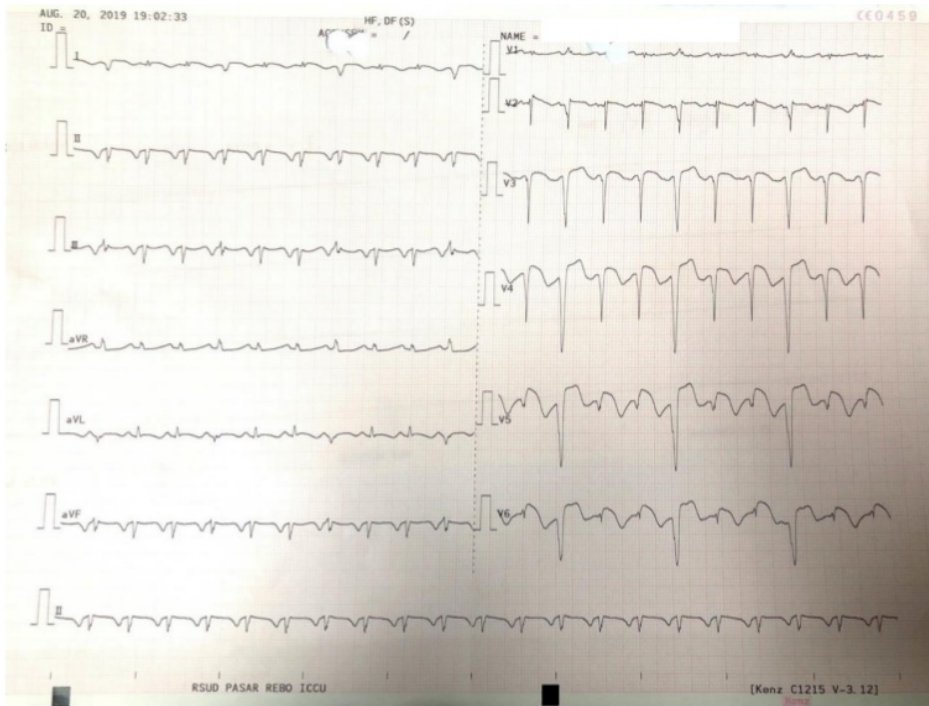 AUG. 20, 2019 19:02:33
HF, DF(S)
CE0459
ID =
= /
NAME =
I
V1
V2
II
V3
III
V4
aVR
aVL
V5
aVF
V6
II
RSUD PASAR REBO ICCU
[Kenz C1215 V-3.12]
Kenz